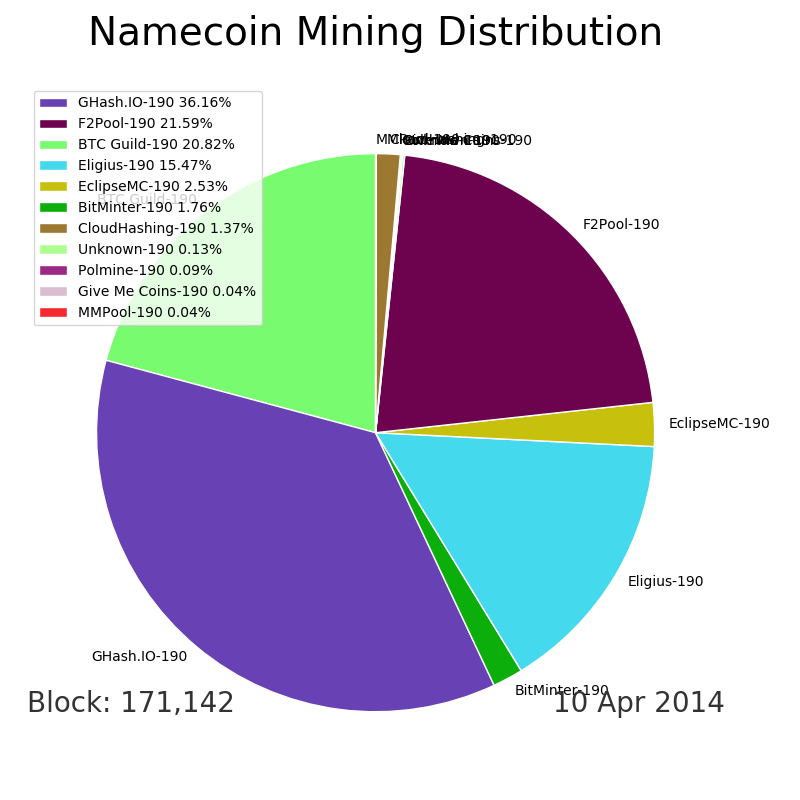 Namecoin Mining Distribution
GHash.IO-190 36.16%
F2Pool-190 21.59%
BTC Guild-190 20.82%
Eligius-190 15.47%
EclipseMC-190 2.53%
BitMinter-190 1.76%
CloudHashing-190 1.37%
Unknown-190 0.13%
Polmine-190 0.09%
Give Me Coins-190 0.04%
MMPool-190 0.04%
BTC Guild-190
F2Pool-190
EclipseMC-190
Eligius-190
GHash.IO-190
BitMinter-190
Block: 171,142
10 Apr 2014